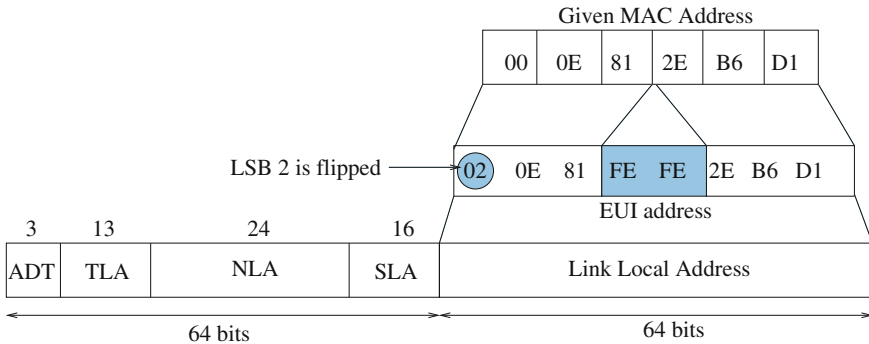 Given MAC Address
00 0E 81 2E B6 D1
LSB 2 is flipped
02 0E 81 FE FE 2E B6 D1
EUI address
3 13 24 16
ADT TLA NLA SLA Link Local Address
64 bits 64 bits